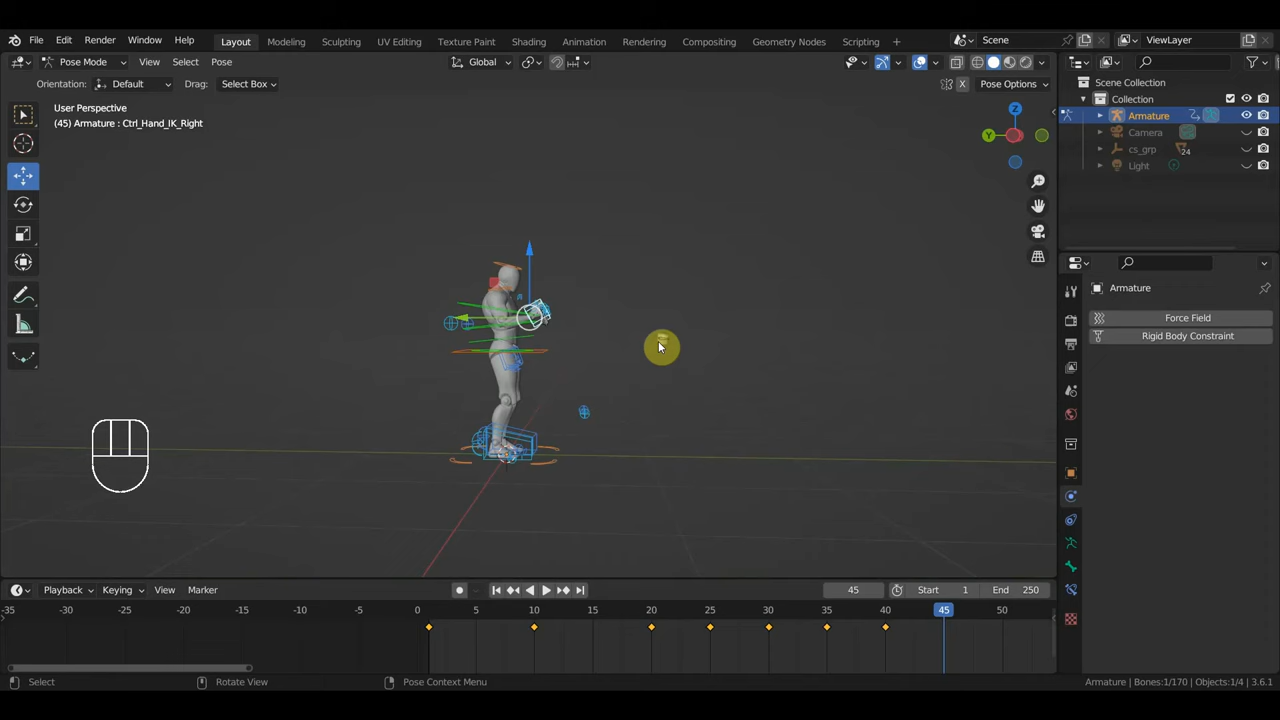 File Edit Render Window Help Layout Modeling Sculpting UV Editing Texture Paint Shading Animation Rendering Compositing Geometry Nodes Scripting + Scene ViewLayer
Pose Mode View Select Pose Global Pose Options
Orientation: Default Drag: Select Box X
User Perspective
(45) Armature : Ctrl_Hand_IK_Right
Z
Y
Scene Collection
Collection
Armature
Camera
cs_grp 24
Light
Armature
Force Field
Rigid Body Constraint
Playback Keying View Marker 45 Start 1 End 250
-35 -30 -25 -20 -15 -10 -5 0 5 10 15 20 25 30 35 40 45 50
Select Rotate View Pose Context Menu Armature | Bones:1/170 | Objects:1/4 | 3.6.1